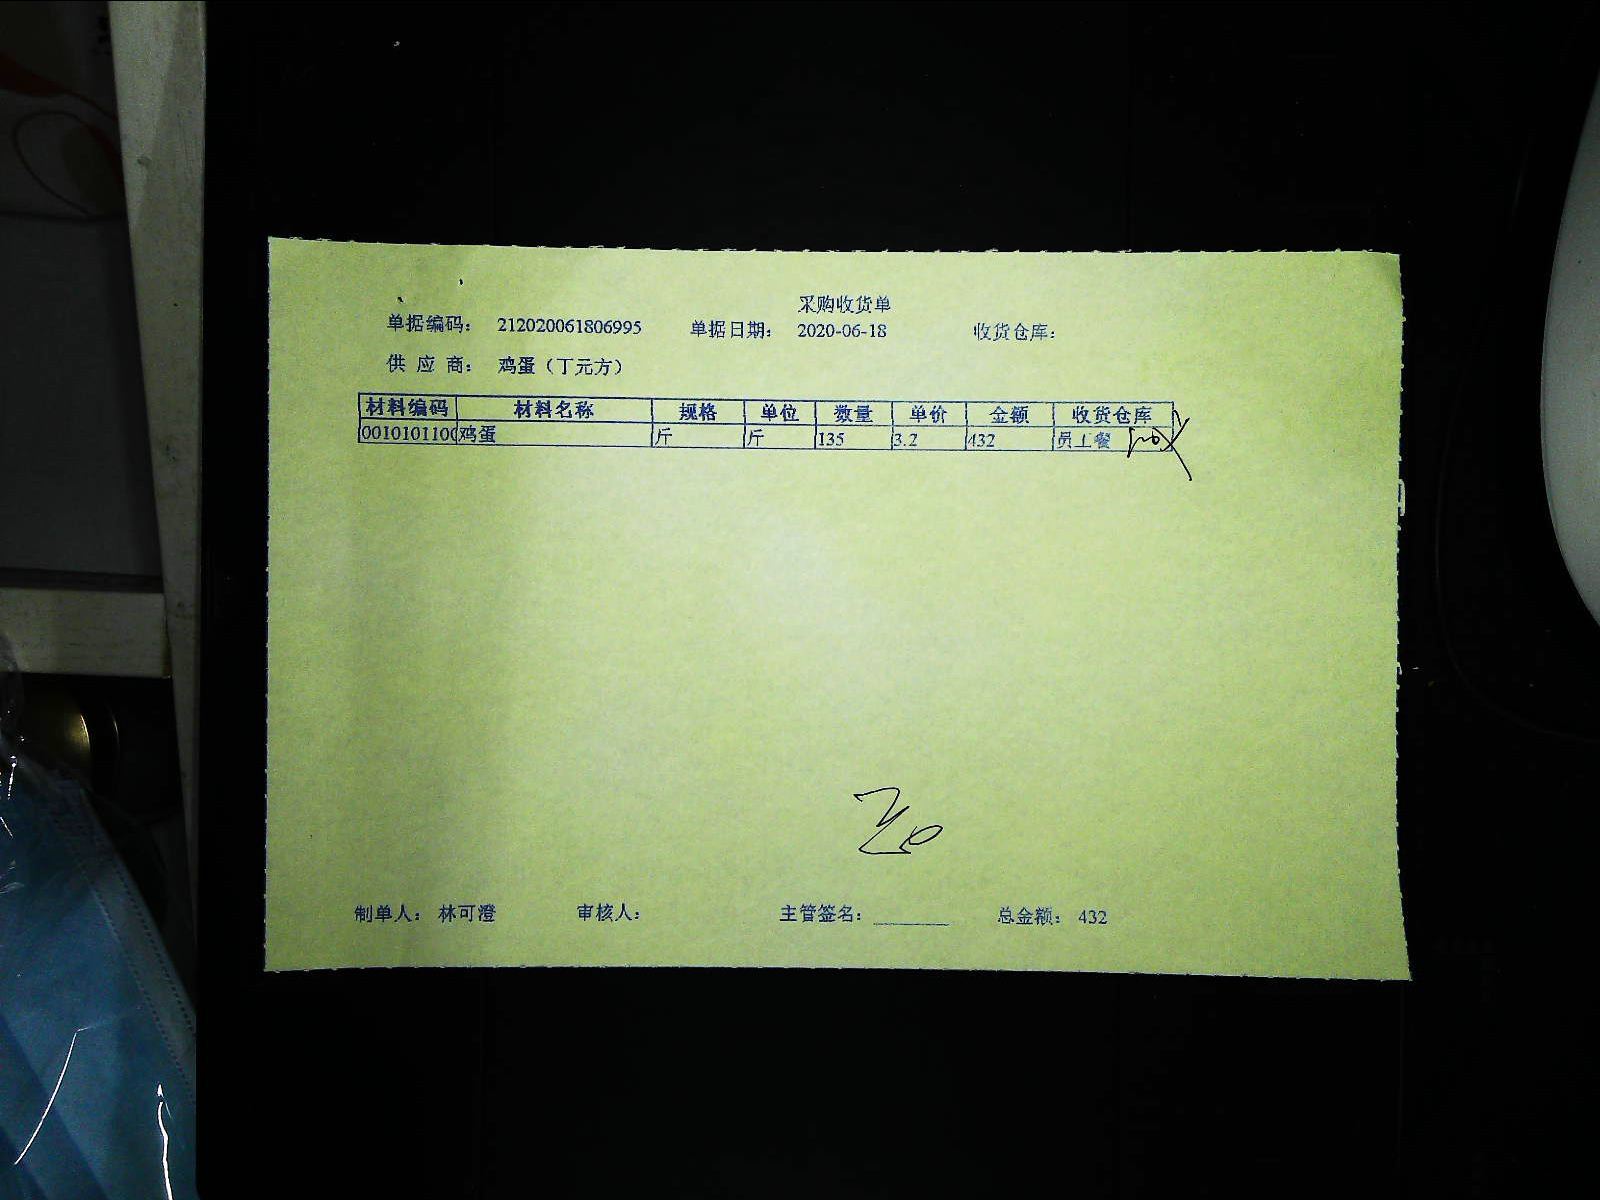 采购收货单
单据编码： 212020061806995 单据日期： 2020-06-18 收货仓库：
供 应 商： 鸡蛋（丁元方）
材料编码 材料名称 规格 单位 数量 单价 金额 收货仓库
0010101100 鸡蛋 斤 斤 135 3.2 432 员工餐
制单人： 林可澄 审核人： 主管签名： 总金额： 432